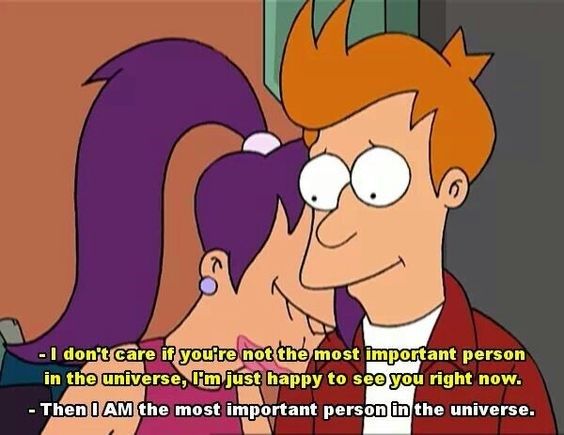 - I don't care if you're not the most important person
in the universe, I'm just happy to see you right now.
- Then I AM the most important person in the universe.